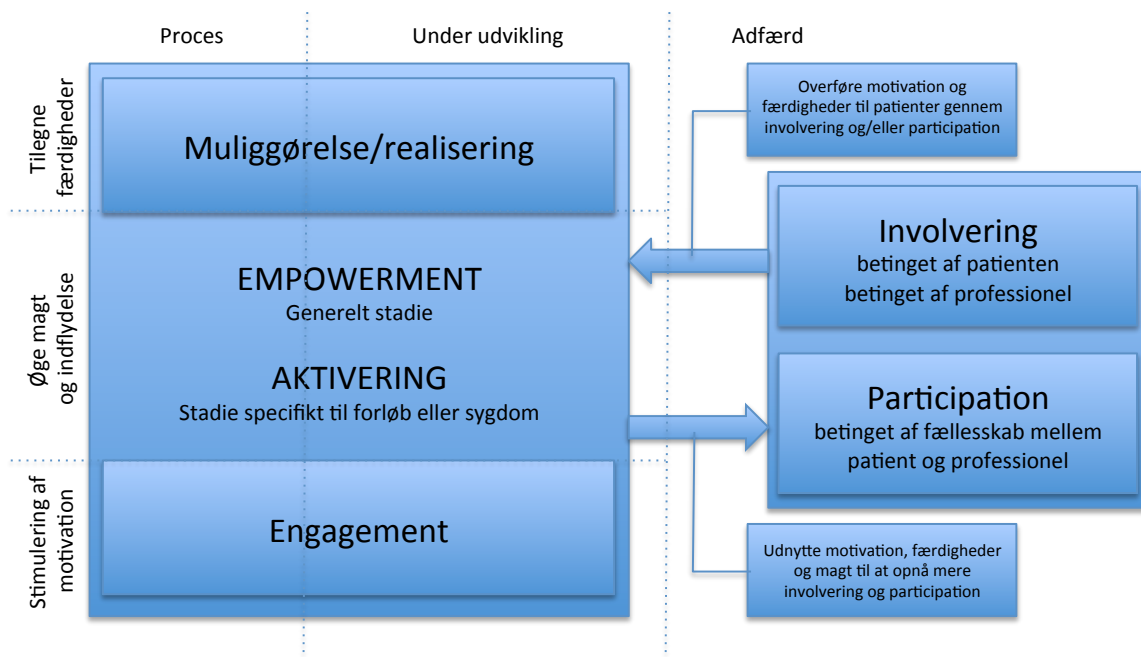 Proces
Under udvikling
Adfærd
Tilegne
færdigheder
Muliggørelse/realisering
Overføre motivation og
færdigheder til patienter gennem
involvering og/eller participation
Øge magt
og indflydelse
EMPOWERMENT
Generelt stadie
AKTIVERING
Stadie specifikt til forløb eller sygdom
Involvering
betinget af patienten
betinget af professionel
Participation
betinget af fællesskab mellem
patient og professionel
Stimulering af
motivation
Engagement
Udnytte motivation, færdigheder
og magt til at opnå mere
involvering og participation